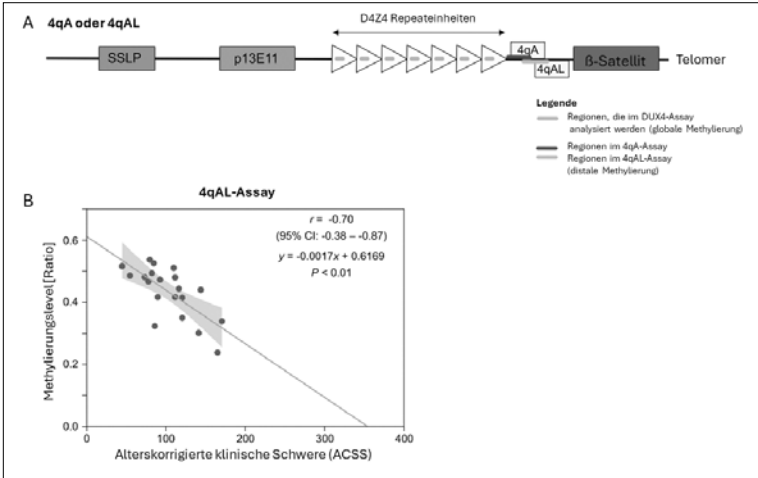 A 4qA oder 4qAL
D4Z4 Repeateinheiten
SSLP
p13E11
4qA
4qAL
ß-Satellit
Telomer
Legende
Regionen, die im DUX4-Assay
analysiert werden (globale Methylierung)
Regionen im 4qA-Assay
Regionen im 4qAL-Assay
(distale Methylierung)
B
4qAL-Assay
r = -0.70
(95% CI: -0.38 – -0.87)
y = -0.0017x + 0.6169
P < 0.01
Methylierungslevel [Ratio]
0.6
0.4
0.2
0.0
0 100 200 300 400
Alterskorrigierte klinische Schwere (ACSS)